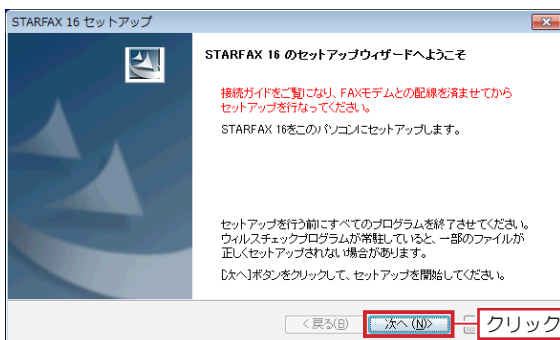 STARFAX 16 セットアップ
STARFAX 16 のセットアップウィザードへようこそ
接続ガイドをご覧になり、FAXモデムとの配線を済ませてから
セットアップを行なってください。
STARFAX 16をこのパソコンにセットアップします。
セットアップを行う前にすべてのプログラムを終了させてください。
ウィルスチェックプログラムが常駐していると、一部のファイルが
正しくセットアップされない場合があります。
[次へ]ボタンをクリックして、セットアップを開始してください。
< 戻る(B) 次へ(N)> クリック